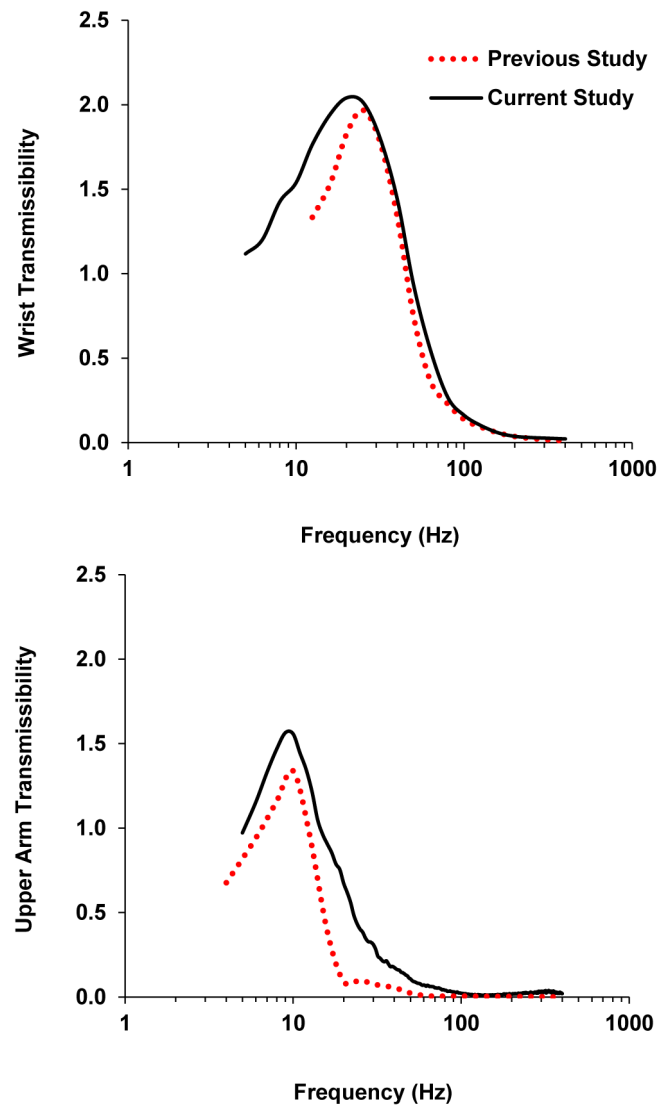 2.5
Previous Study
2.0
Current Study
1.5
Wrist Transmissibility
1.0
0.5
0.0
1 10 100 1000
Frequency (Hz)
2.5
2.0
1.5
Upper Arm Transmissibility
1.0
0.5
0.0
1 10 100 1000
Frequency (Hz)